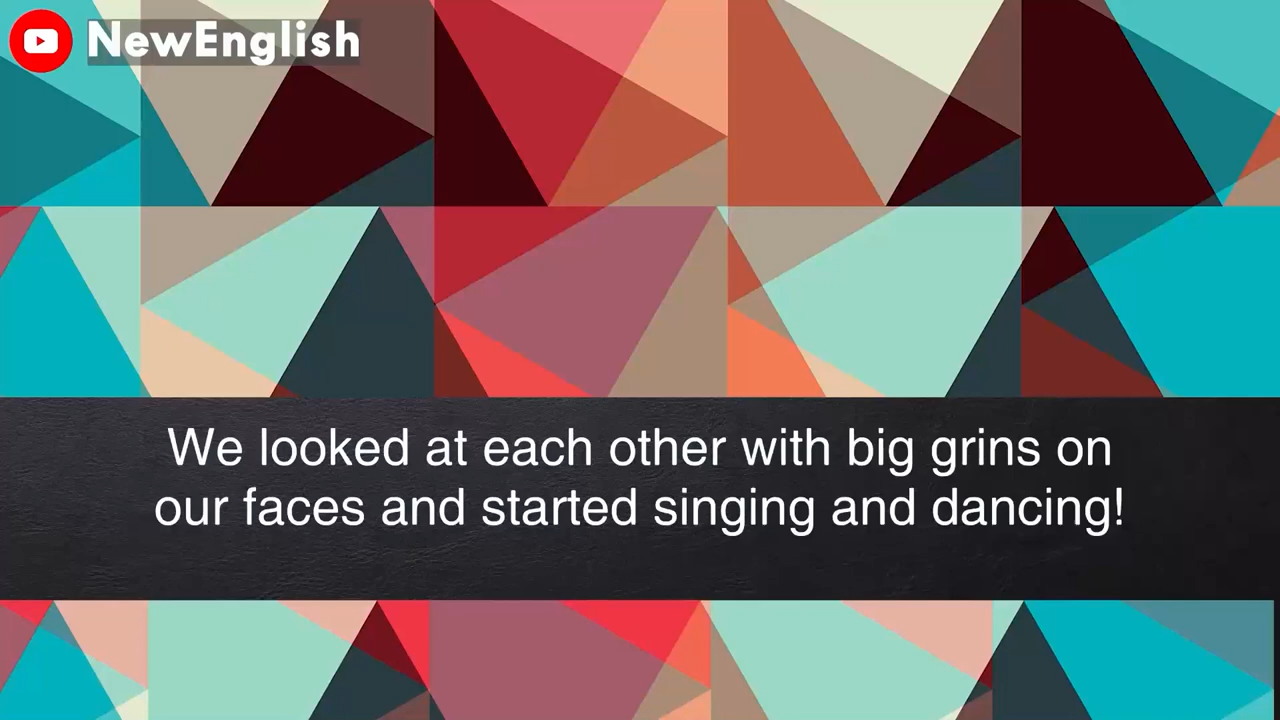 NewEnglish
We looked at each other with big grins on
our faces and started singing and dancing!